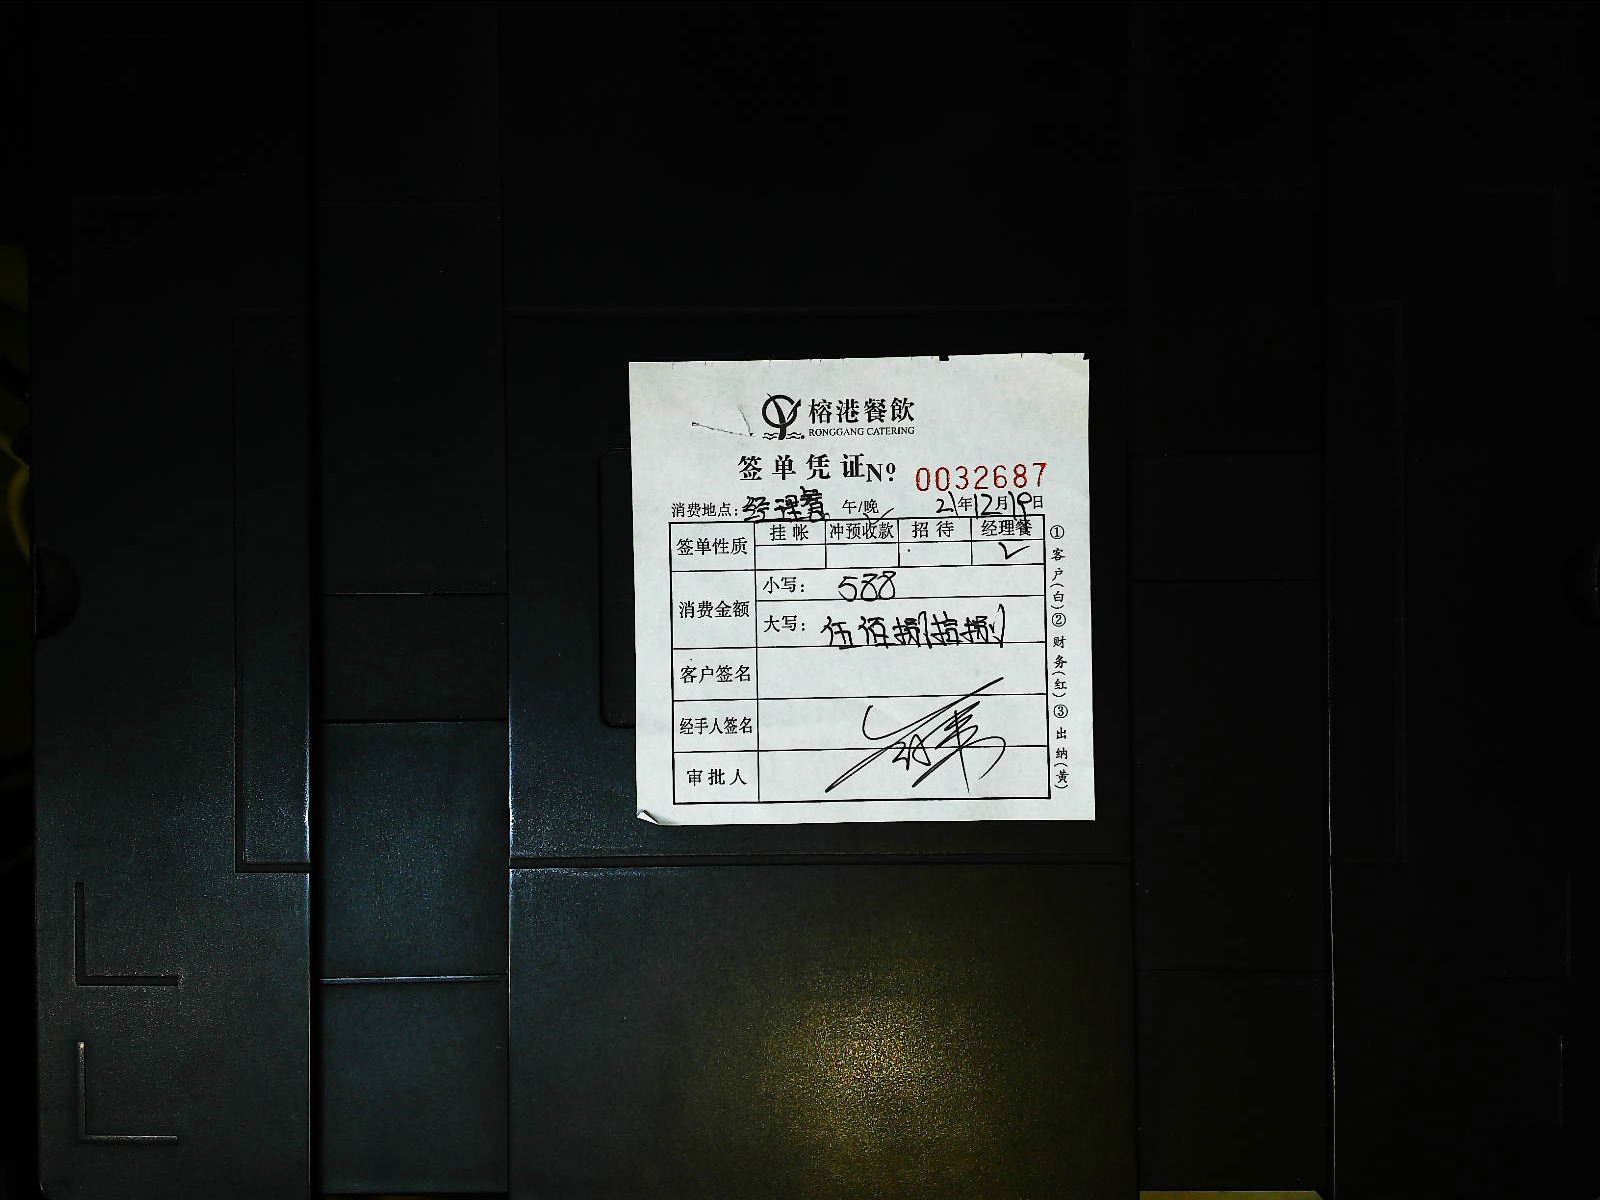 榕港餐飲
RONGGANG CATERING
签单凭证 Nº 0032687
消费地点: 经理餐 午/晚 21年12月19日
签单性质 挂帐 冲预收款 招待 经理餐
消费金额
小写: 588
大写: 伍佰捌拾捌
客户签名
经手人签名
审批人
①客户(白)②财务(红)③出纳(黄)